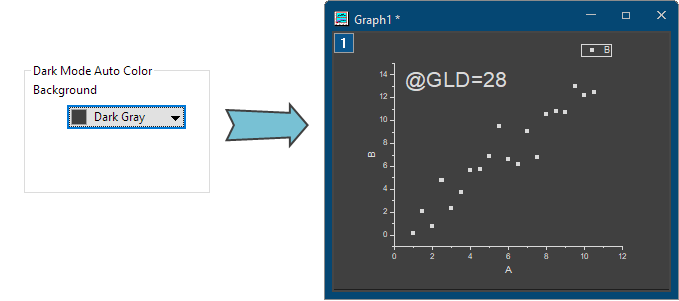 Dark Mode Auto Color
Background
Dark Gray
Graph1 *
1
B
@GLD=28
14
12
10
8
6
4
2
0
B
0 2 4 6 8 10 12
A